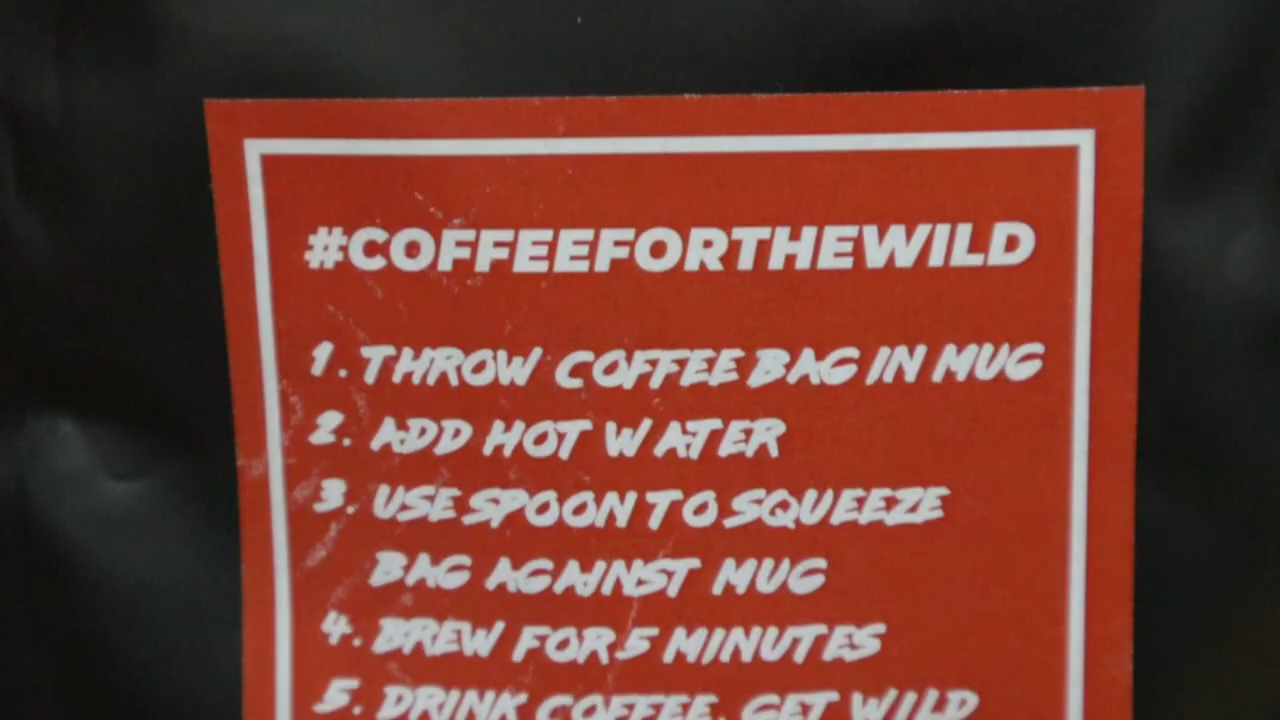 #COFFEEFORTHEWILD
1. THROW COFFEE BAG IN MUG
2. ADD HOT WATER
3. USE SPOON TO SQUEEZE
BAG AGAINST MUG
4. BREW FOR 5 MINUTES
5. DRINK COFFEE, GET WILD